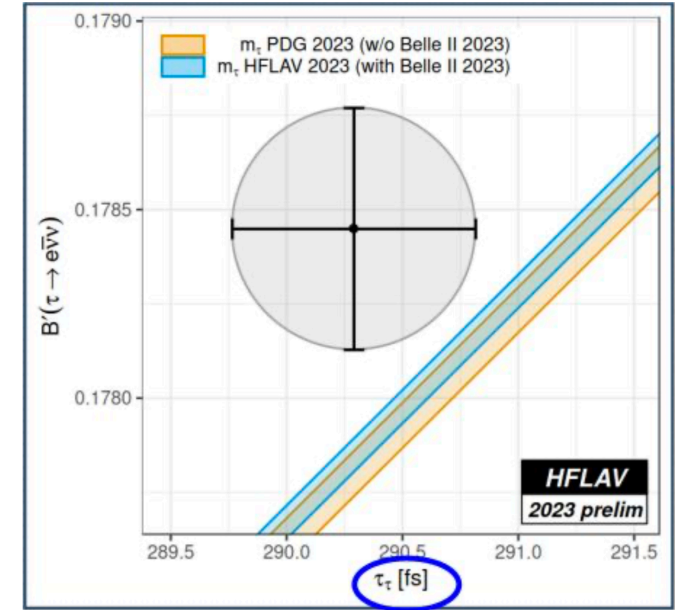 0.1790
m_τ PDG 2023 (w/o Belle II 2023)
m_τ HFLAV 2023 (with Belle II 2023)
0.1785
B′(τ → eν̅ν)
0.1780
HFLAV
2023 prelim
289.5 290.0 290.5 291.0 291.5
τ_τ [fs]